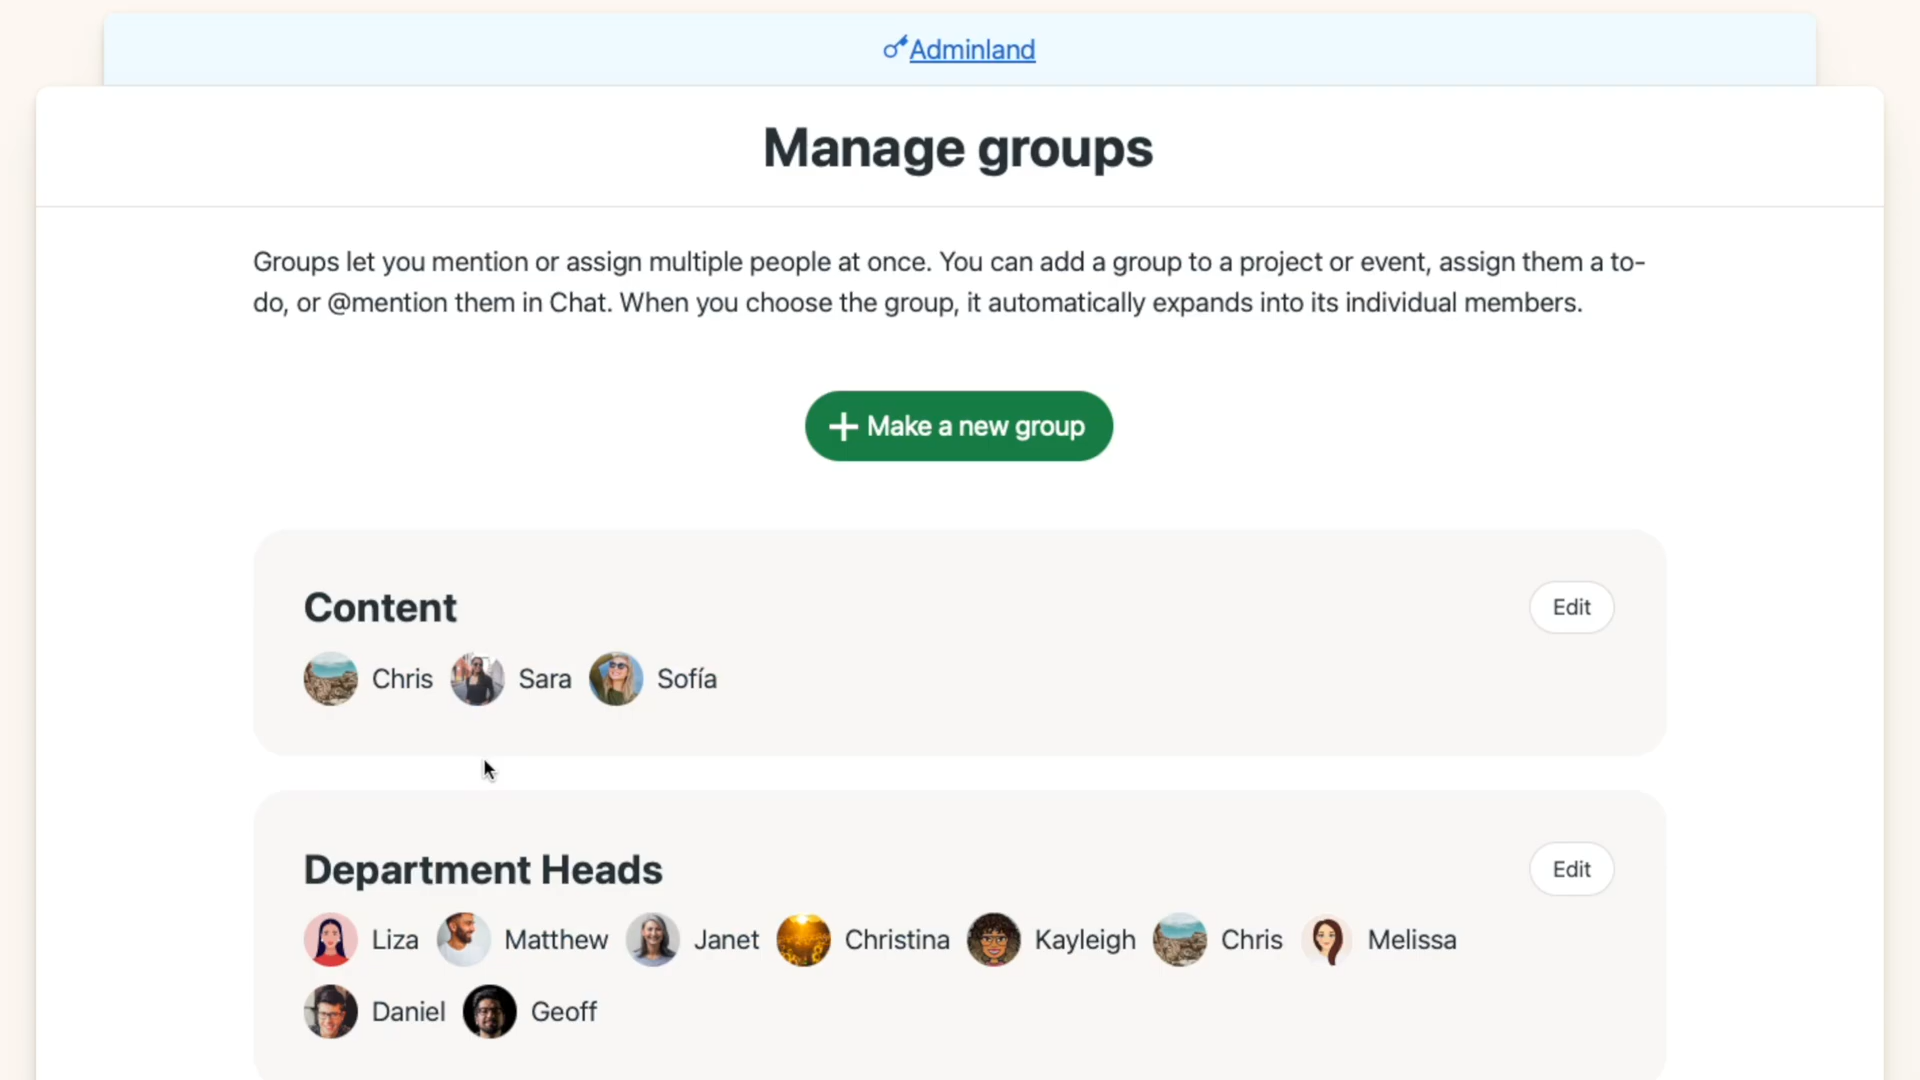 Adminland
Manage groups
Groups let you mention or assign multiple people at once. You can add a group to a project or event, assign them a to-
do, or @mention them in Chat. When you choose the group, it automatically expands into its individual members.
Make a new group
Content
Edit
Chris Sara Sofía
Department Heads
Edit
Liza Matthew Janet Christina Kayleigh Chris Melissa
Daniel Geoff